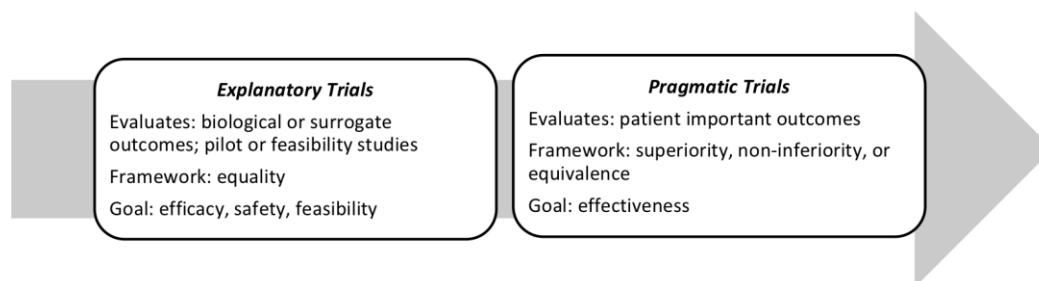 Explanatory Trials
Evaluates: biological or surrogate
outcomes; pilot or feasibility studies
Framework: equality
Goal: efficacy, safety, feasibility
Pragmatic Trials
Evaluates: patient important outcomes
Framework: superiority, non-inferiority, or
equivalence
Goal: effectiveness